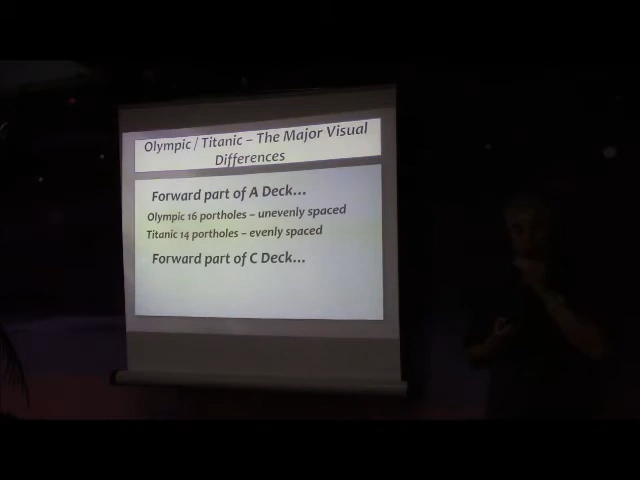 Olympic / Titanic – The Major Visual
Differences
Forward part of A Deck...
Olympic 16 portholes – unevenly spaced
Titanic 14 portholes – evenly spaced
Forward part of C Deck...